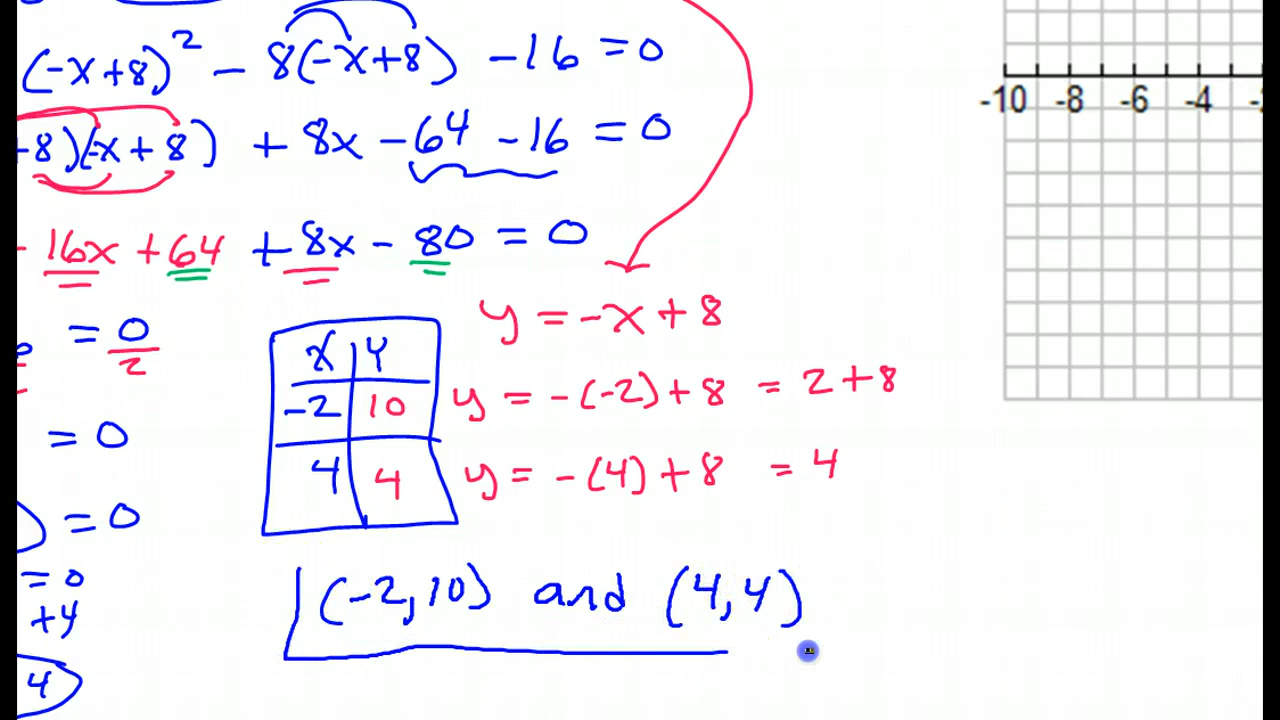 (-x+8)² - 8(-x+8) -16 = 0
+8)(-x+8) + 8x -64 -16 = 0
- 16x +64 +8x - 80 = 0
= 0/2
= 0
) = 0
= 0
+4
4
y = -x+8
X Y
-2 10
4 4
y = -(-2)+8 = 2+8
y = -(4)+8 = 4
(-2,10) and (4,4)
-10 -8 -6 -4